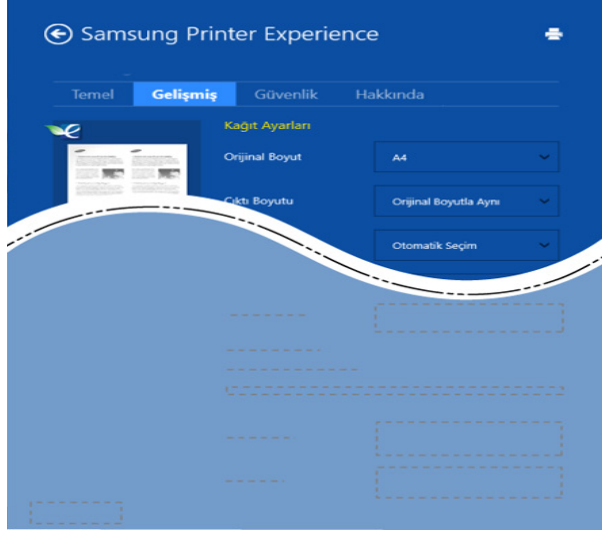 Samsung Printer Experience
Temel Gelişmiş Güvenlik Hakkında
Kağıt Ayarları
Orijinal Boyut A4
Çıktı Boyutu Orijinal Boyutla Aynı
Otomatik Seçim